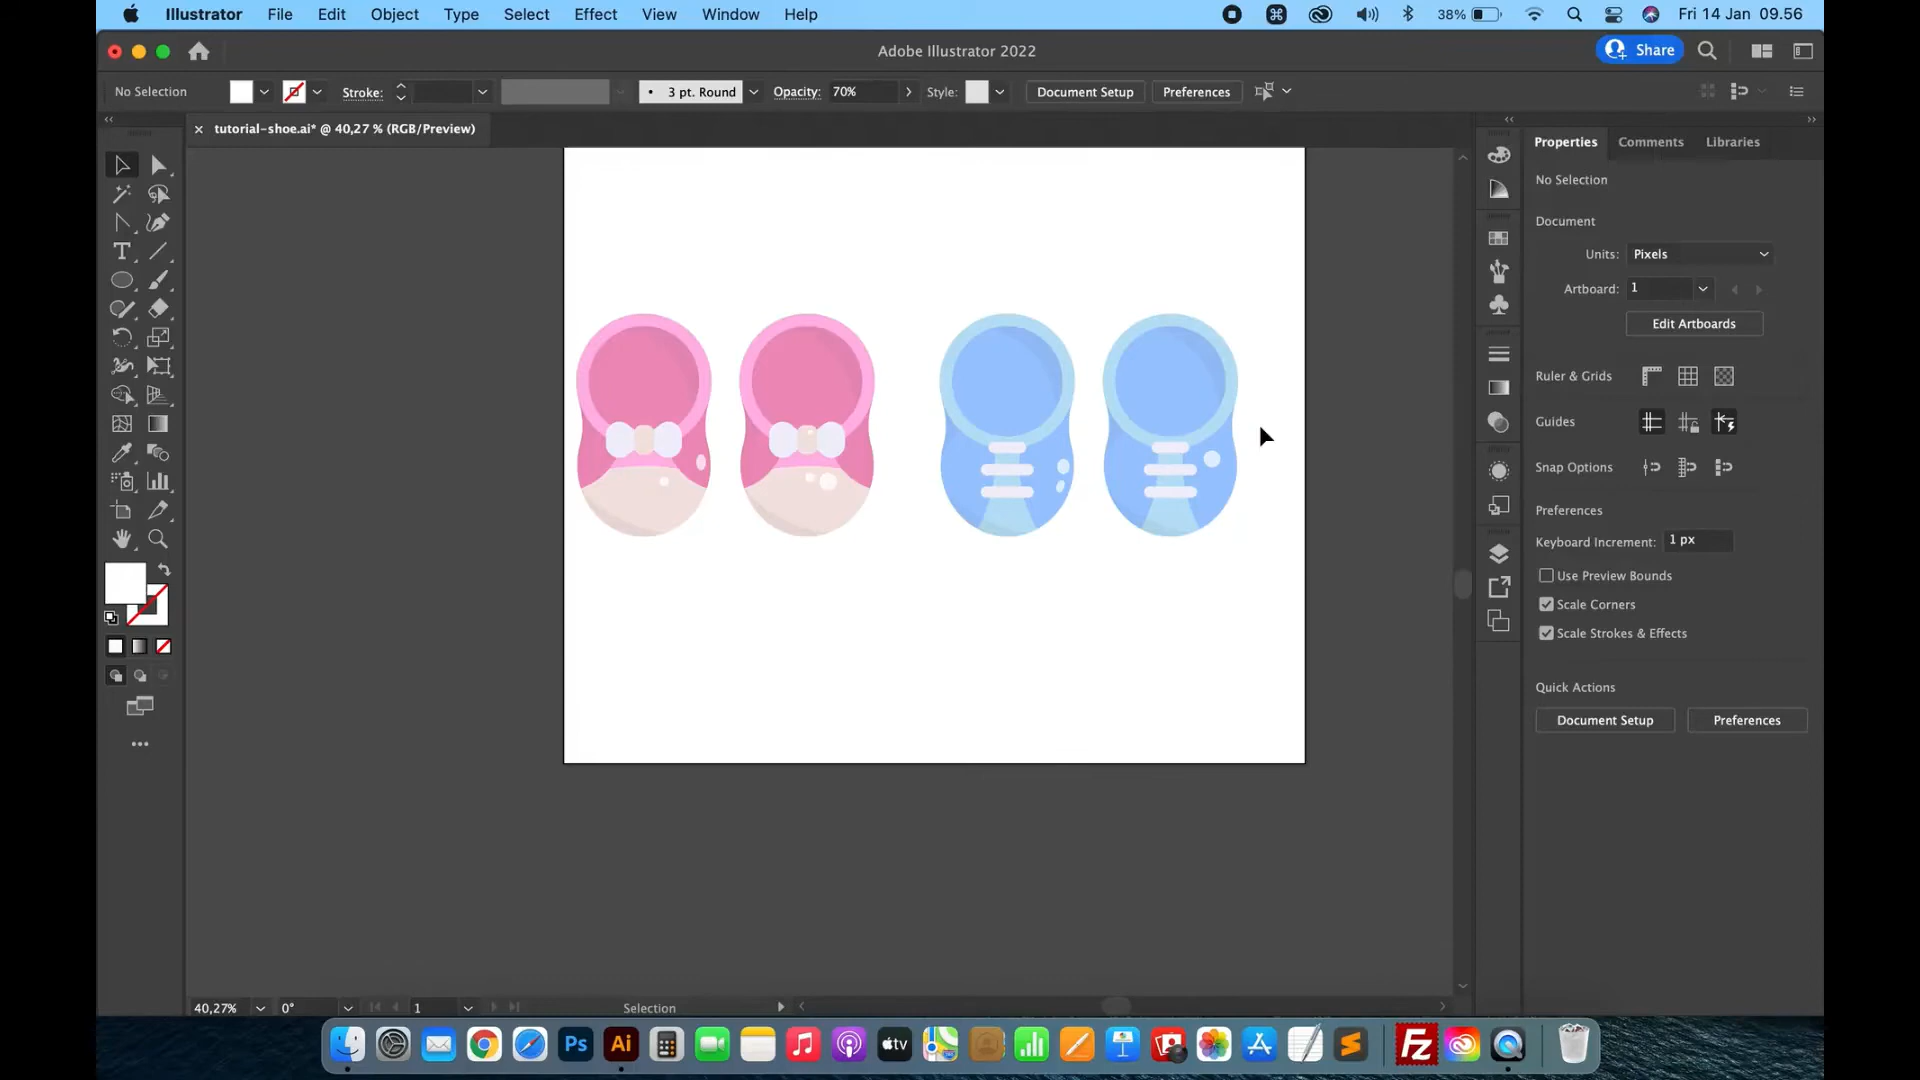 Illustrator File Edit Object Type Select Effect View Window Help 38% Fri 14 Jan 09.56
Adobe Illustrator 2022 Share
No Selection Stroke: 3 pt. Round Opacity: 70% Style: Document Setup Preferences
tutorial-shoe.ai* @ 40,27 % (RGB/Preview)
Properties Comments Libraries
No Selection
Document
Units: Pixels
Artboard: 1
Edit Artboards
Ruler & Grids
Guides
Snap Options
Preferences
Keyboard Increment: 1 px
Use Preview Bounds
Scale Corners
Scale Strokes & Effects
Quick Actions
Document Setup Preferences
40,27% 0° 1 Selection
Ps Ai tv Fz